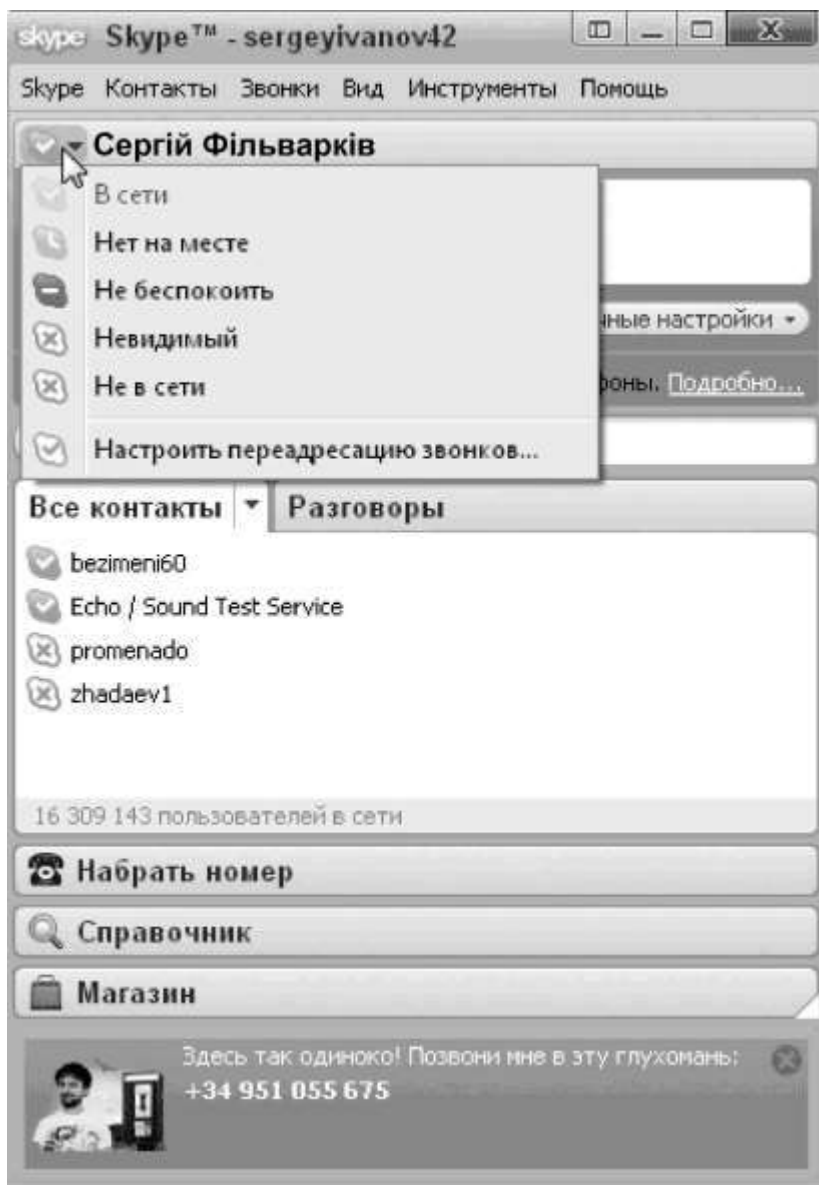 skype Skype™ - sergeyivanov42
Skype Контакты Звонки Вид Инструменты Помощь
Сергій Фільварків
В сети
Нет на месте
Не беспокоить
Невидимый
Не в сети
Настроить переадресацию звонков...
настройки
Подробно...
Все контакты Разговоры
bezimeni60
Echo / Sound Test Service
promenado
zhadaev1
16 309 143 пользователей в сети
Набрать номер
Справочник
Магазин
Здесь так одиноко! Позвони мне в эту глухомань:
+34 951 055 675